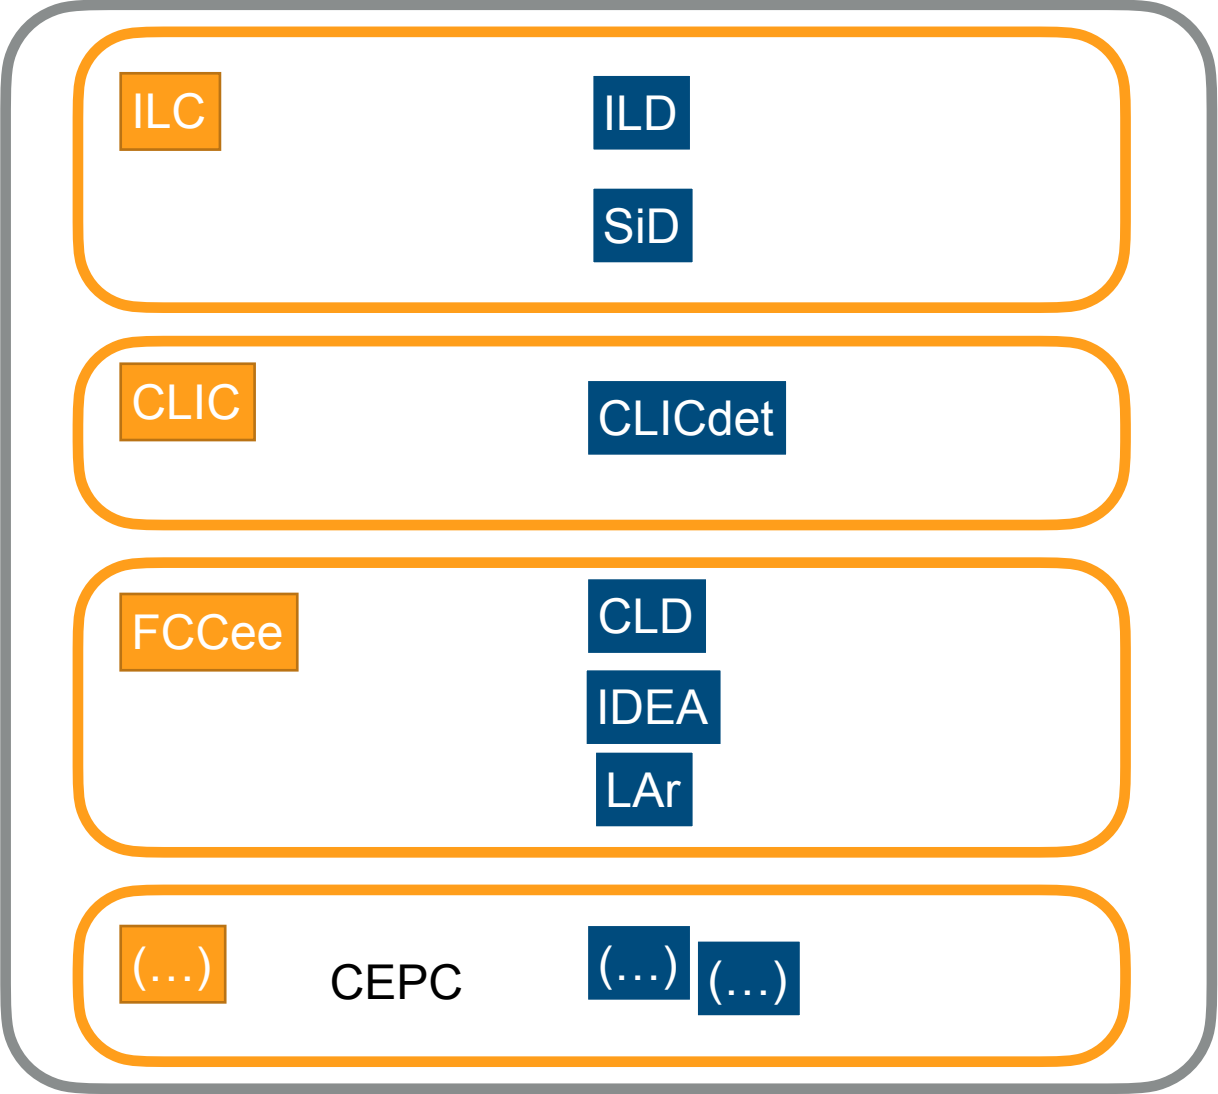 ILC
ILD
SiD
CLIC
CLICdet
FCCee
CLD
IDEA
LAr
(…)
CEPC
(…)
(…)